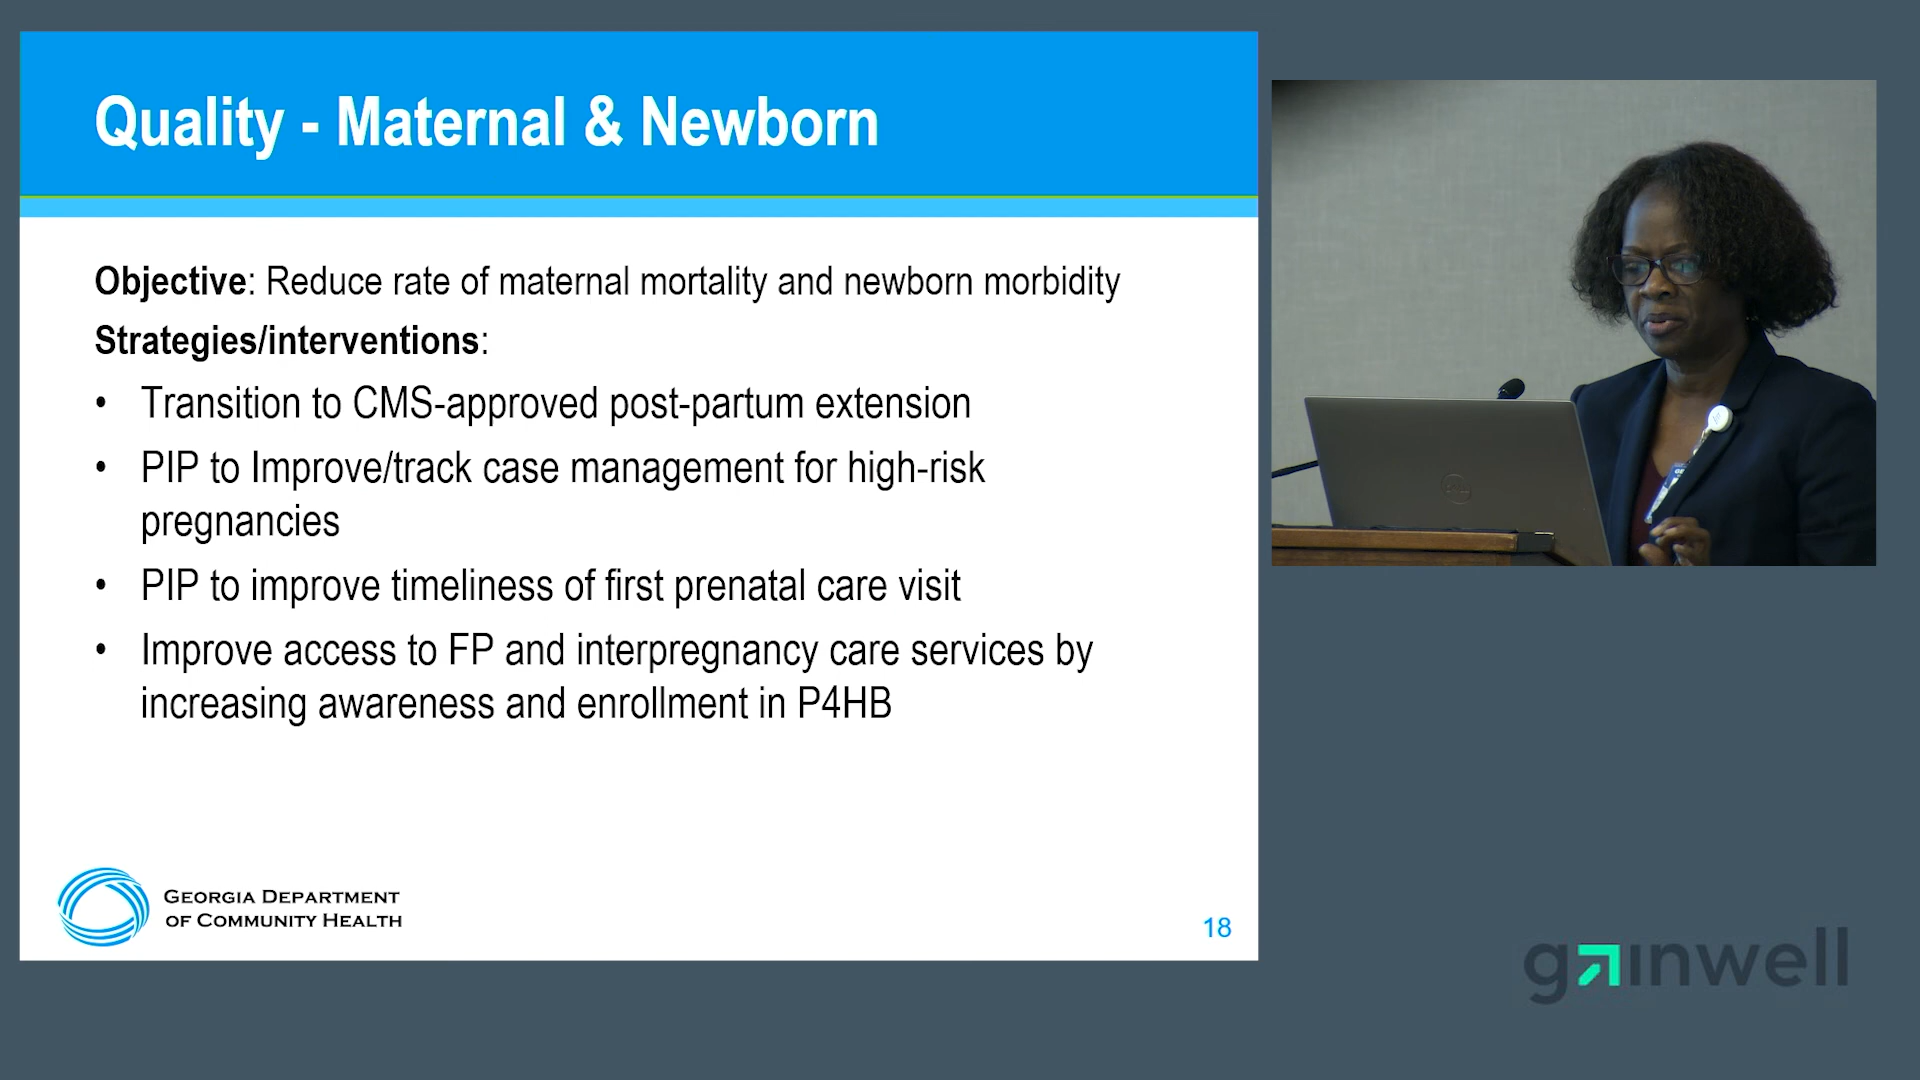 Quality - Maternal & Newborn
Objective: Reduce rate of maternal mortality and newborn morbidity
Strategies/interventions:
• Transition to CMS-approved post-partum extension
• PIP to Improve/track case management for high-risk
pregnancies
• PIP to improve timeliness of first prenatal care visit
• Improve access to FP and interpregnancy care services by
increasing awareness and enrollment in P4HB
GEORGIA DEPARTMENT
OF COMMUNITY HEALTH
18
gainwell